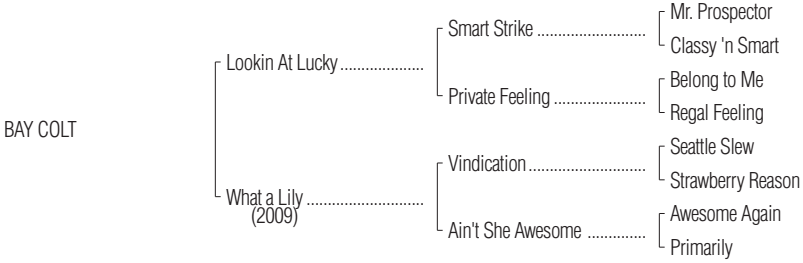 Mr. Prospector
Smart Strike ..........................
Classy 'n Smart
Lookin At Lucky ....................
Belong to Me
Private Feeling ......................
Regal Feeling
BAY COLT
Seattle Slew
Vindication ............................
Strawberry Reason
What a Lily ............................
(2009)
Awesome Again
Ain't She Awesome ..............
Primarily